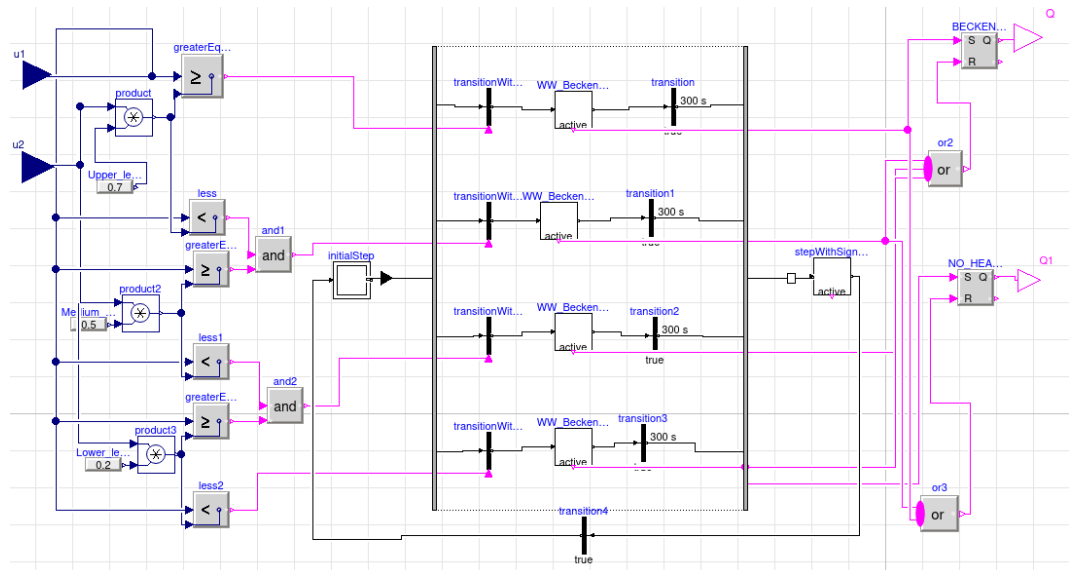 Q
BECKEN...
S Q
R
u1
greaterEq...
≥
transitionWit...
WW_Becken...
active
transition
300 s
true
product
u2
Upper_le...
0.7
or2
or
less
<
transitionWit...
WW_Becken...
active
transition1
300 s
true
and1
and
greaterE...
≥
initialStep
stepWithSign...
active
Q1
NO_HEA...
S Q
R
product2
0.5
transitionWit...
WW_Becken...
active
transition2
300 s
true
less1
<
and2
and
greaterE...
≥
product3
Lower_le...
0.2
transitionWit...
WW_Becken...
active
transition3
300 s
less2
<
or3
or
transition4
true